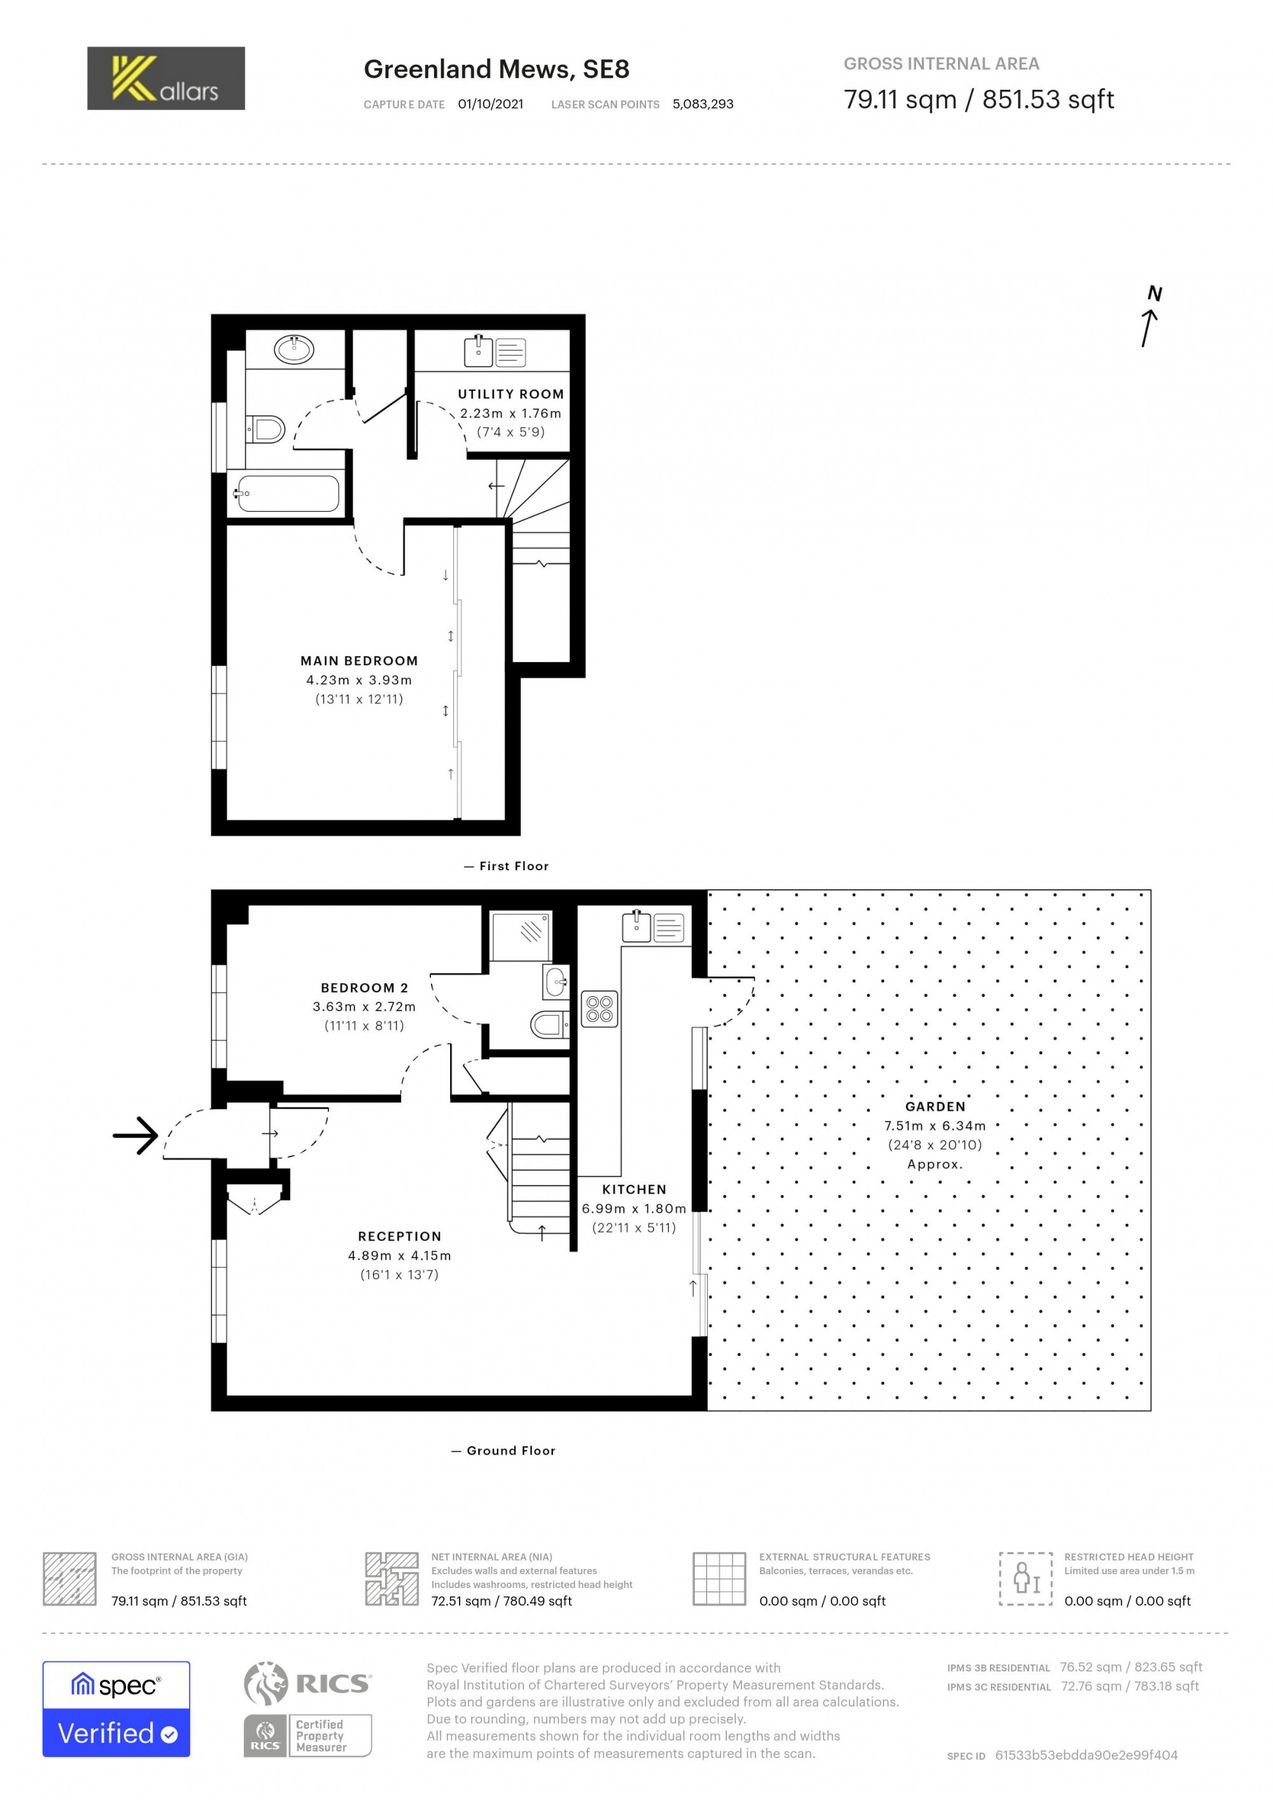 Kallars
Greenland Mews, SE8
CAPTURE DATE 01/10/2021 LASER SCAN POINTS 5,083,293
GROSS INTERNAL AREA
79.11 sqm / 851.53 sqft
N
UTILITY ROOM
2.23m x 1.76m
(7'4 x 5'9)
MAIN BEDROOM
4.23m x 3.93m
(13'11 x 12'11)
— First Floor
BEDROOM 2
3.63m x 2.72m
(11'11 x 8'11)
GARDEN
7.51m x 6.34m
(24'8 x 20'10)
Approx.
KITCHEN
6.99m x 1.80m
(22'11 x 5'11)
RECEPTION
4.89m x 4.15m
(16'1 x 13'7)
— Ground Floor
GROSS INTERNAL AREA (GIA)
The footprint of the property
79.11 sqm / 851.53 sqft
NET INTERNAL AREA (NIA)
Excludes walls and external features
Includes washrooms, restricted head height
72.51 sqm / 780.49 sqft
EXTERNAL STRUCTURAL FEATURES
Balconies, terraces, verandas etc.
0.00 sqm / 0.00 sqft
RESTRICTED HEAD HEIGHT
Limited use area under 1.5 m
0.00 sqm / 0.00 sqft
spec®
Verified
RICS
RICS
Certified
Property
Measurer
Spec Verified floor plans are produced in accordance with
Royal Institution of Chartered Surveyors' Property Measurement Standards.
Plots and gardens are illustrative only and excluded from all area calculations.
Due to rounding, numbers may not add up precisely.
All measurements shown for the individual room lengths and widths
are the maximum points of measurements captured in the scan.
IPMS 3B RESIDENTIAL 76.52 sqm / 823.65 sqft
IPMS 3C RESIDENTIAL 72.76 sqm / 783.18 sqft
SPEC ID 61533b53ebdda90e2e99f404